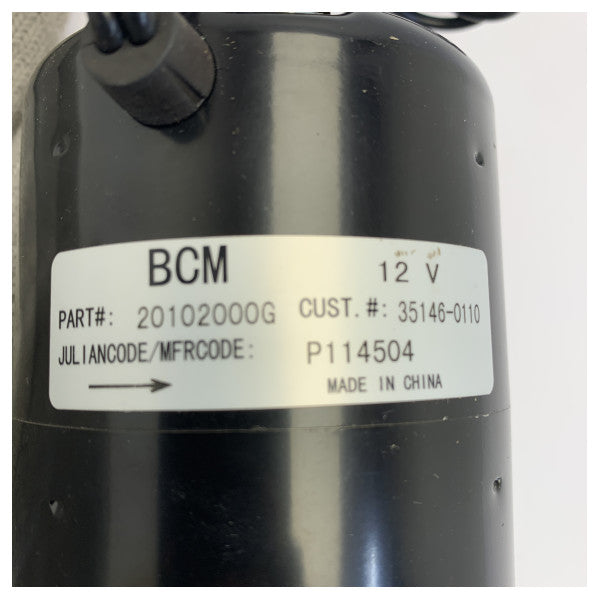 BCM 12 V
PART#: 20102000G CUST.#: 35146-0110
JULIANCODE/MFRCODE: P114504
MADE IN CHINA